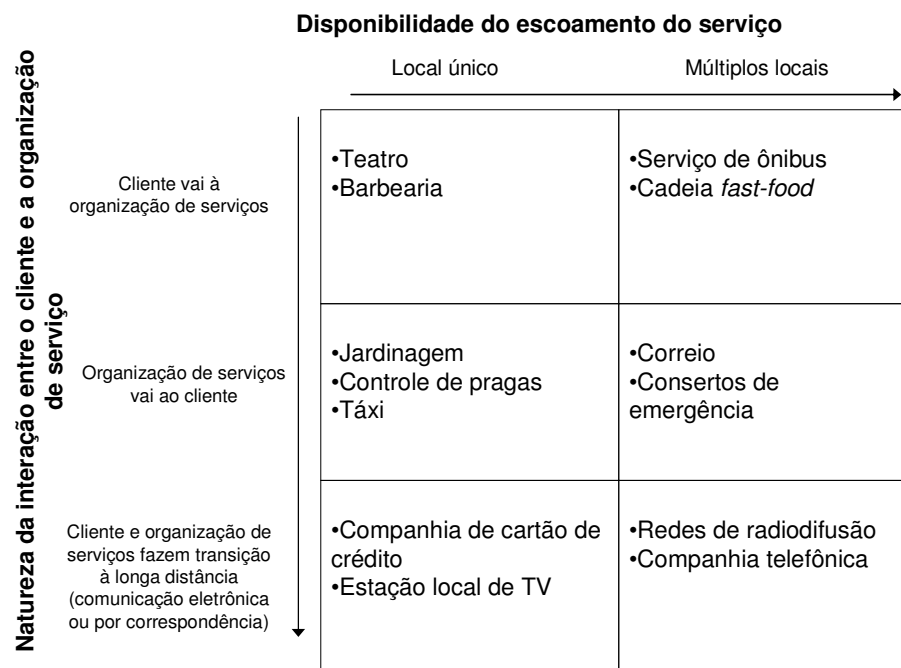 Disponibilidade do escoamento do serviço
Local único
Múltiplos locais
Natureza da interação entre o cliente e a organização
de serviço
Cliente vai à
organização de serviços
•Teatro
•Barbearia
•Serviço de ônibus
•Cadeia fast-food
Organização de serviços
vai ao cliente
•Jardinagem
•Controle de pragas
•Táxi
•Correio
•Consertos de
emergência
Cliente e organização de
serviços fazem transição
à longa distância
(comunicação eletrônica
ou por correspondência)
•Companhia de cartão de
crédito
•Estação local de TV
•Redes de radiodifusão
•Companhia telefônica